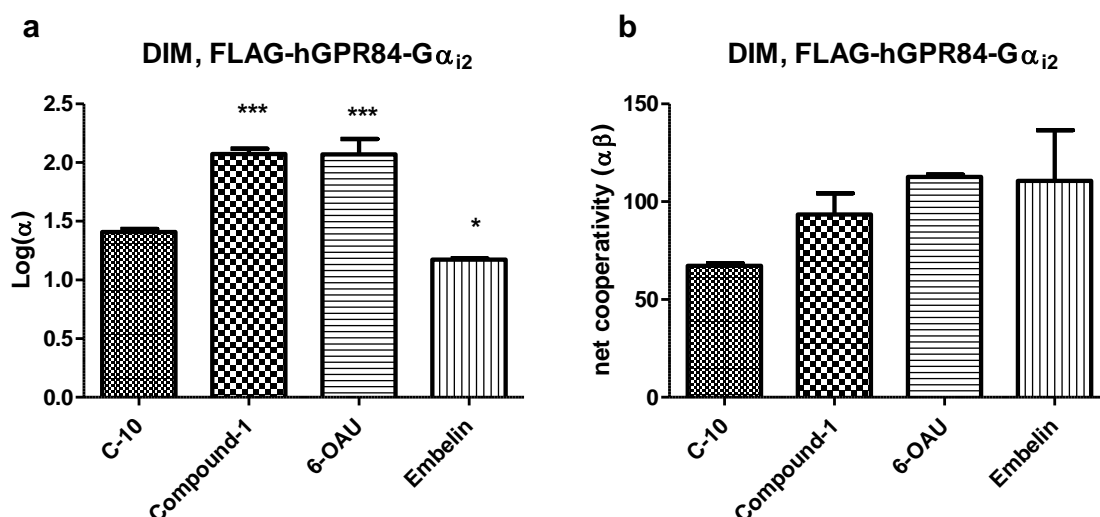 a
DIM, FLAG-hGPR84-Gαi2
Log(α)
2.5
2.0
1.5
1.0
0.5
0.0
***
***
*
C-10
Compound-1
6-OAU
Embelin
b
DIM, FLAG-hGPR84-Gαi2
net cooperativity (αβ)
150
100
50
0
C-10
Compound-1
6-OAU
Embelin